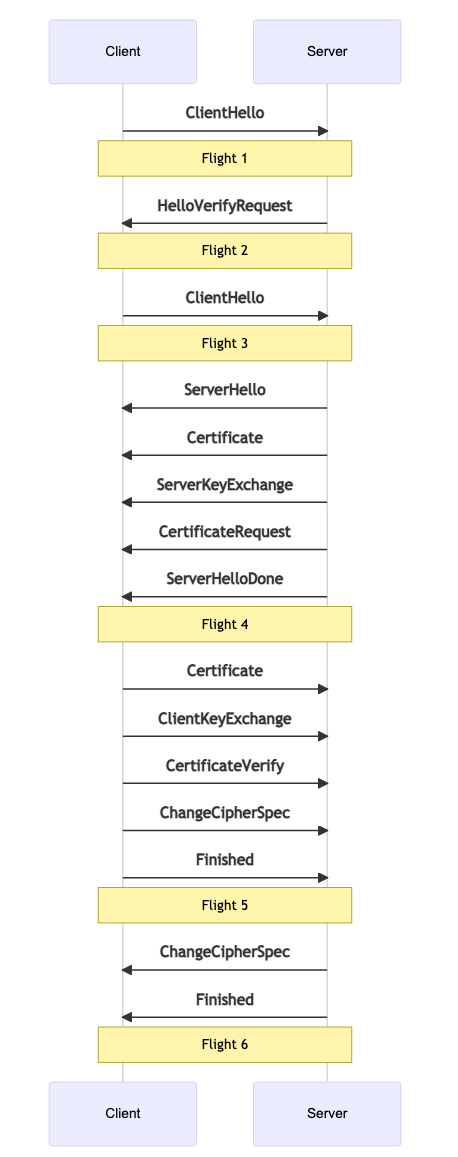 Client
Server
ClientHello
Flight 1
HelloVerifyRequest
Flight 2
ClientHello
Flight 3
ServerHello
Certificate
ServerKeyExchange
CertificateRequest
ServerHelloDone
Flight 4
Certificate
ClientKeyExchange
CertificateVerify
ChangeCipherSpec
Finished
Flight 5
ChangeCipherSpec
Finished
Flight 6
Client
Server